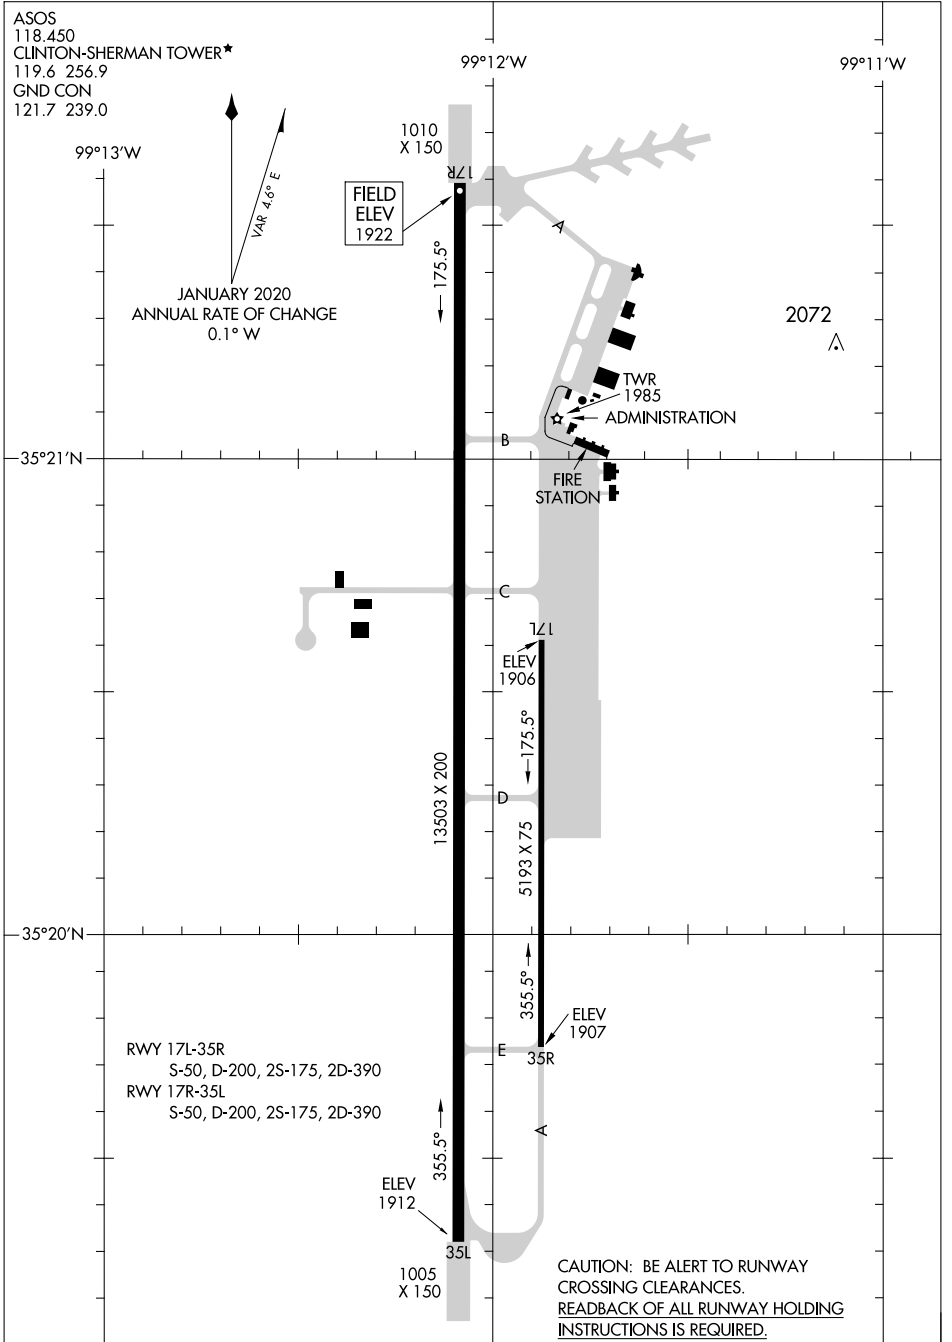 ASOS
118.450
CLINTON-SHERMAN TOWER★
119.6 256.9
GND CON
121.7 239.0
99°12'W
99°11'W
99°13'W
1010
X 150
17R
FIELD
ELEV
1922
VAR 4.6° E
175.5°
A
JANUARY 2020
ANNUAL RATE OF CHANGE
0.1° W
2072
TWR
1985
ADMINISTRATION
B
35°21'N
FIRE
STATION
C
17L
ELEV
1906
175.5°
13503 X 200
D
5193 X 75
35°20'N
355.5°
ELEV
1907
E
35R
RWY 17L-35R
S-50, D-200, 2S-175, 2D-390
RWY 17R-35L
S-50, D-200, 2S-175, 2D-390
355.5°
A
ELEV
1912
35L
1005
X 150
CAUTION: BE ALERT TO RUNWAY
CROSSING CLEARANCES.
READBACK OF ALL RUNWAY HOLDING
INSTRUCTIONS IS REQUIRED.